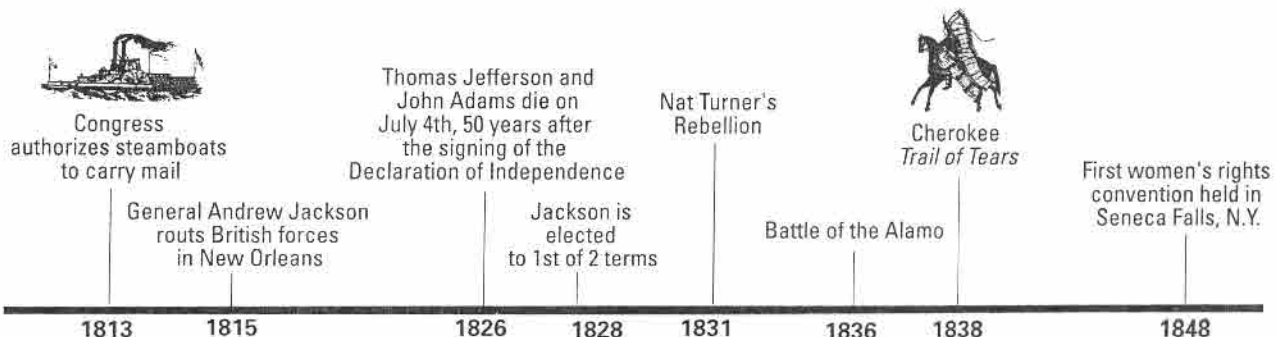 Congress
authorizes steamboats
to carry mail
General Andrew Jackson
routs British forces
in New Orleans
Thomas Jefferson and
John Adams die on
July 4th, 50 years after
the signing of the
Declaration of Independence
Jackson is
elected
to 1st of 2 terms
Nat Turner's
Rebellion
Battle of the Alamo
Cherokee
Trail of Tears
First women's rights
convention held in
Seneca Falls, N.Y.
1813
1815
1826
1828
1831
1836
1838
1848